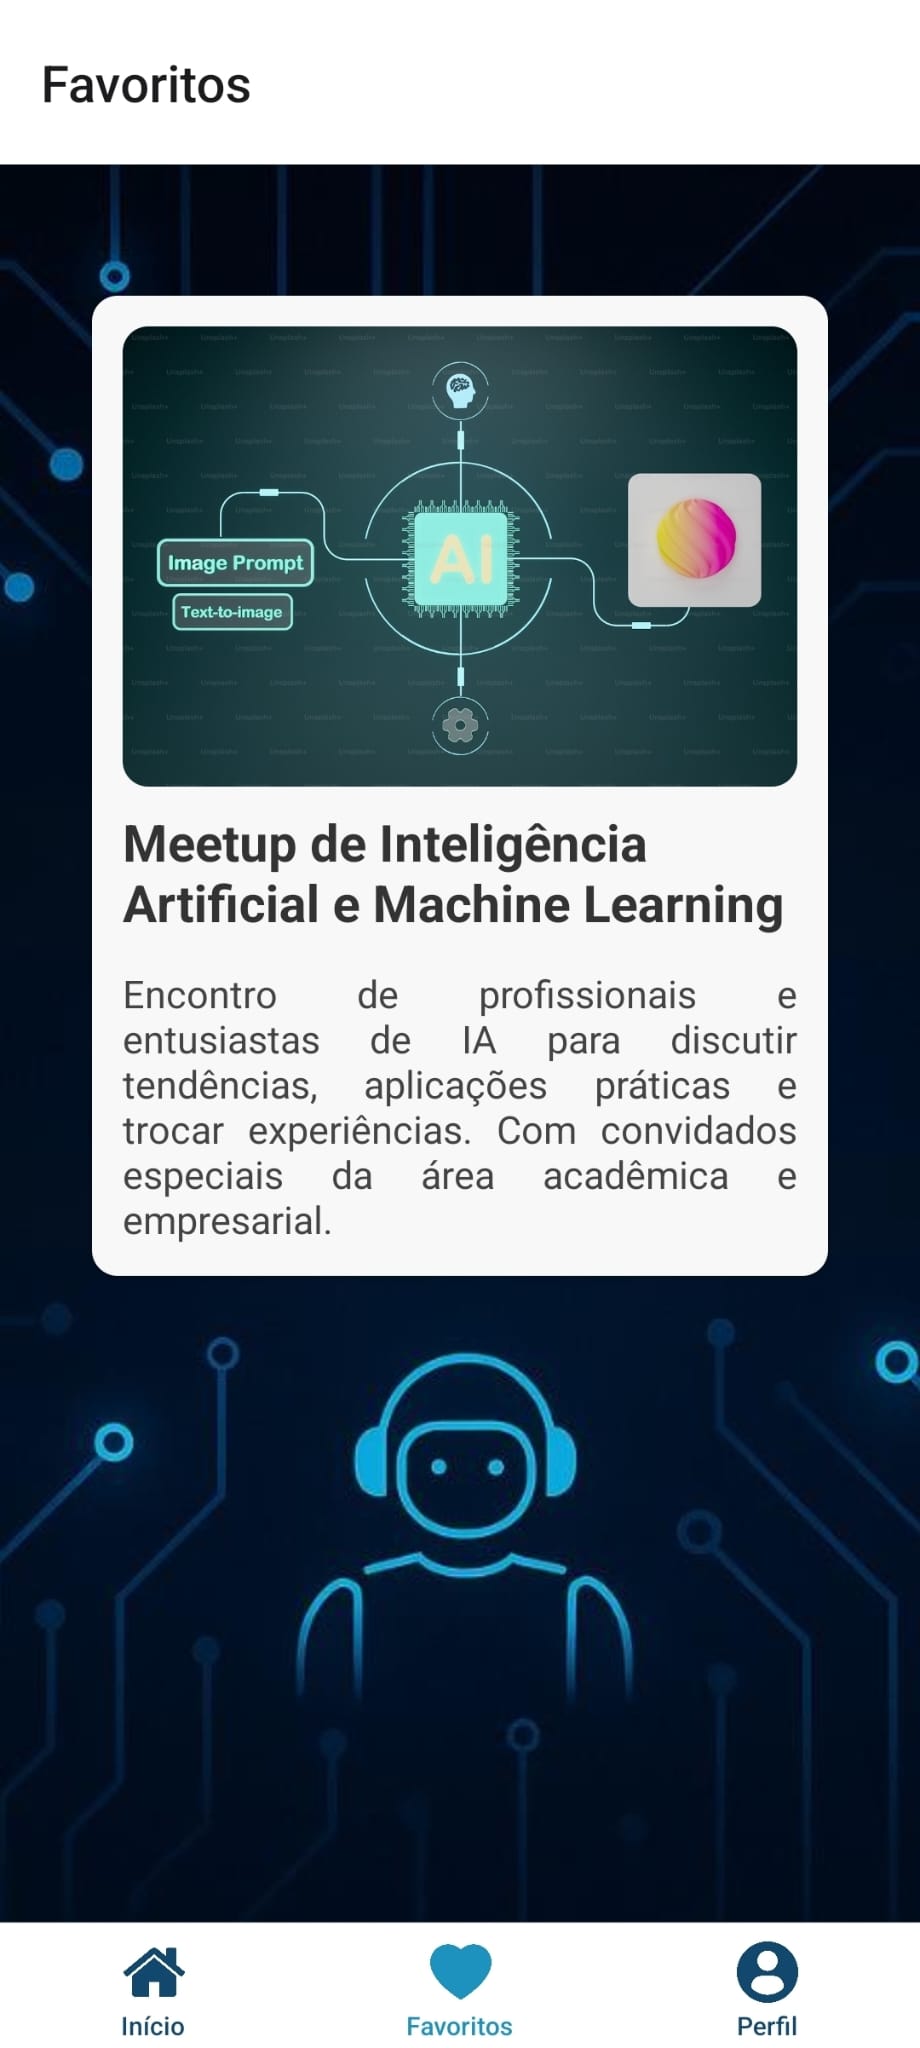 Favoritos
AI
Image Prompt
Text-to-image
Meetup de Inteligência
Artificial e Machine Learning
Encontro de profissionais e
entusiastas de IA para discutir
tendências, aplicações práticas e
trocar experiências. Com convidados
especiais da área acadêmica e
empresarial.
Início
Favoritos
Perfil